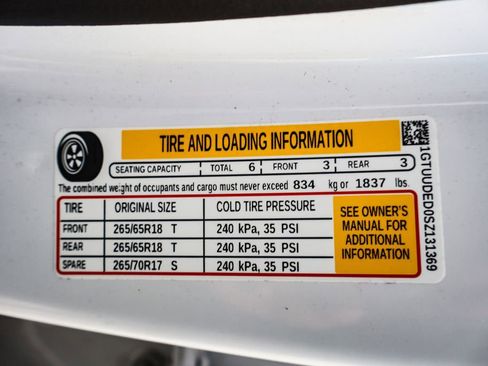 TIRE AND LOADING INFORMATION
SEATING CAPACITY TOTAL 6 FRONT 3 REAR 3
The combined weight of occupants and cargo must never exceed 834 kg or 1837 lbs.
TIRE ORIGINAL SIZE COLD TIRE PRESSURE
FRONT 265/65R18 T 240 kPa, 35 PSI
REAR 265/65R18 T 240 kPa, 35 PSI
SPARE 265/70R17 S 240 kPa, 35 PSI
SEE OWNER'S
MANUAL FOR
ADDITIONAL
INFORMATION
1GTUUDED0SZ131369